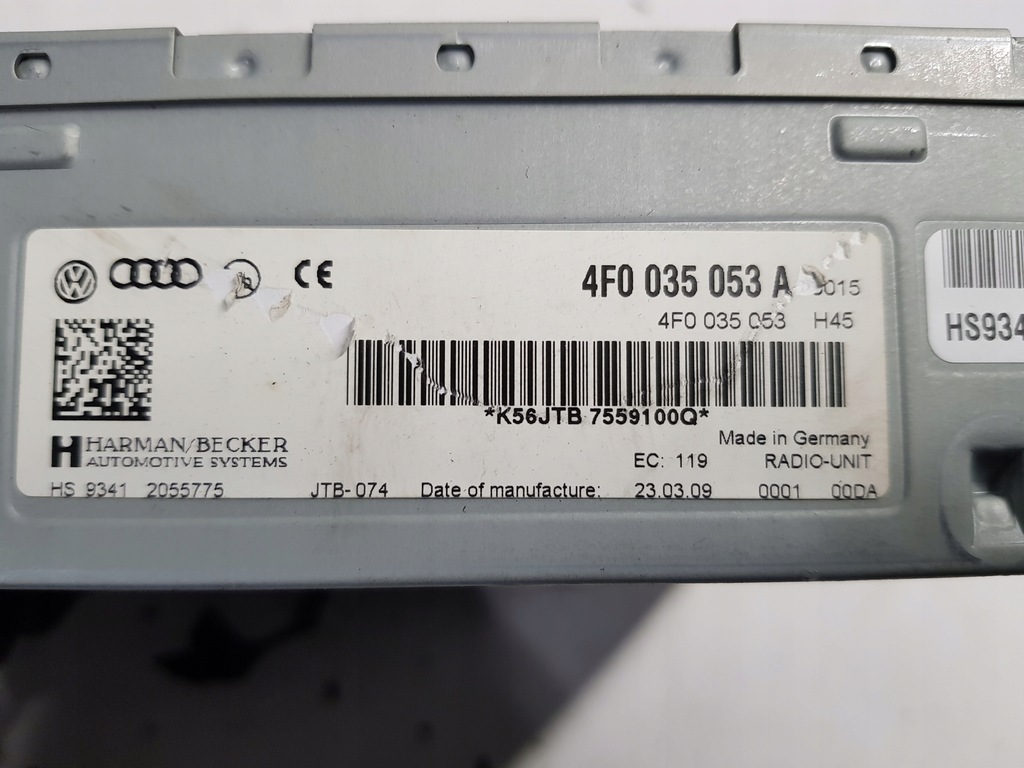 VW CE 4F0 035 053 A
4F0 035 053 H45
*K56JTB 7559100Q*
HARMAN/BECKER
AUTOMOTIVE SYSTEMS
Made in Germany
EC: 119 RADIO-UNIT
HS 9341 2055775 JTB-074 Date of manufacture: 23.03.09 0001 00DA